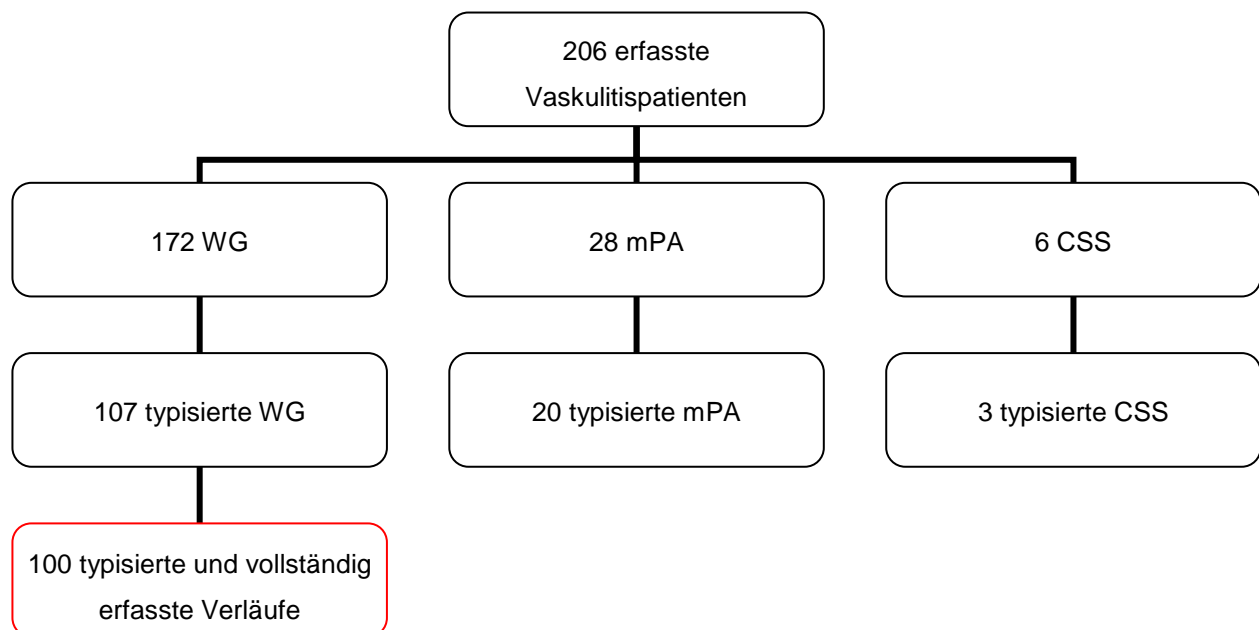 206 erfasste
Vaskulitispatienten
172 WG
28 mPA
6 CSS
107 typisierte WG
20 typisierte mPA
3 typisierte CSS
100 typisierte und vollständig
erfasste Verläufe